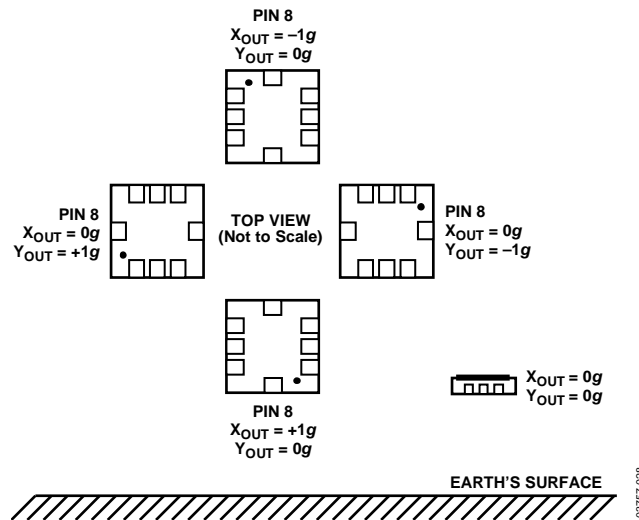 PIN 8
XOUT = –1g
YOUT = 0g
PIN 8
XOUT = 0g
YOUT = +1g
TOP VIEW
(Not to Scale)
PIN 8
XOUT = 0g
YOUT = –1g
PIN 8
XOUT = +1g
YOUT = 0g
XOUT = 0g
YOUT = 0g
EARTH'S SURFACE